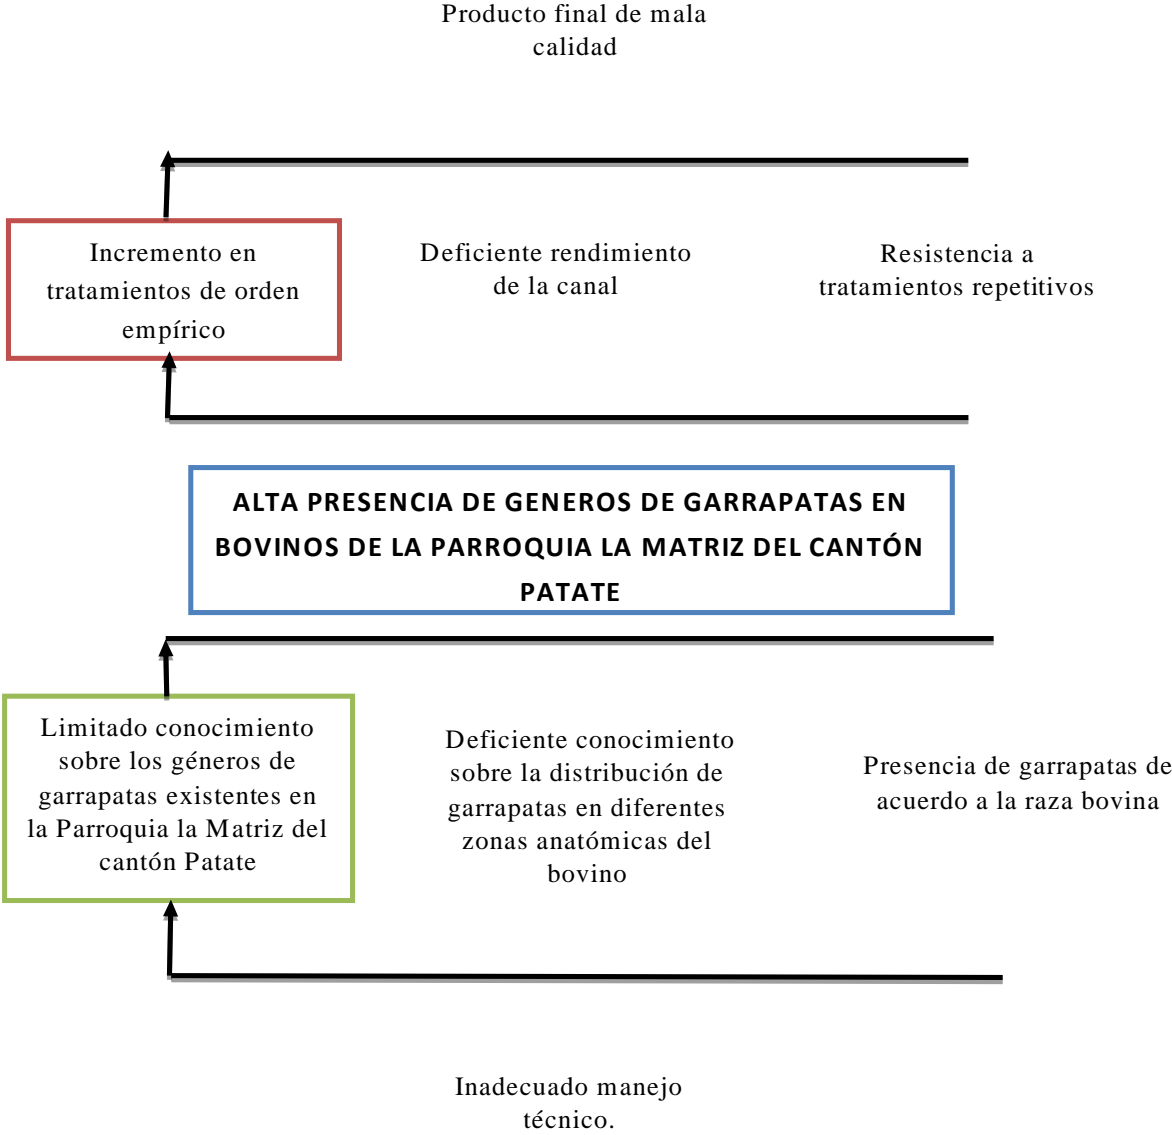 Producto final de mala
calidad
Incremento en
tratamientos de orden
empírico
Deficiente rendimiento
de la canal
Resistencia a
tratamientos repetitivos
ALTA PRESENCIA DE GENEROS DE GARRAPATAS EN
BOVINOS DE LA PARROQUIA LA MATRIZ DEL CANTÓN
PATATE
Limitado conocimiento
sobre los géneros de
garrapatas existentes en
la Parroquia la Matriz del
cantón Patate
Deficiente conocimiento
sobre la distribución de
garrapatas en diferentes
zonas anatómicas del
bovino
Presencia de garrapatas de
acuerdo a la raza bovina
Inadecuado manejo
técnico.